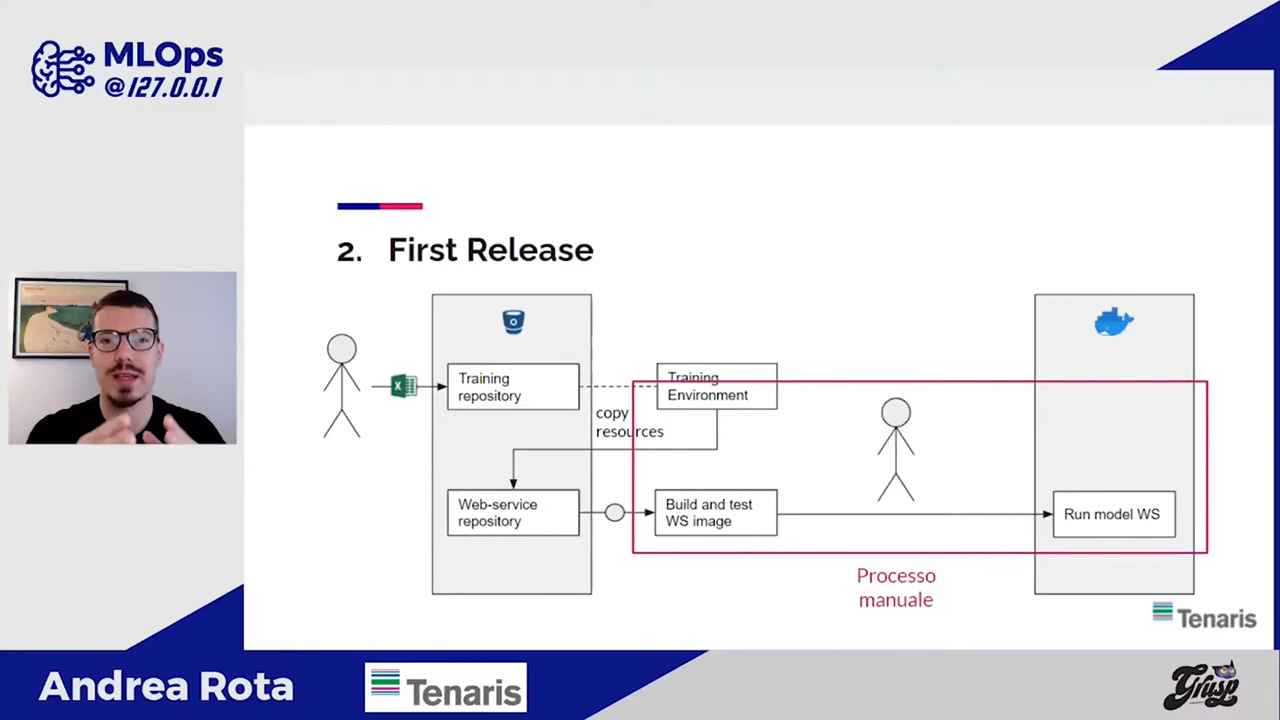 MLOps
@127.0.0.1
2. First Release
Training
repository
Training
Environment
copy
resources
Web-service
repository
Build and test
WS image
Run model WS
Processo
manuale
Tenaris
Andrea Rota
Tenaris
Grusp